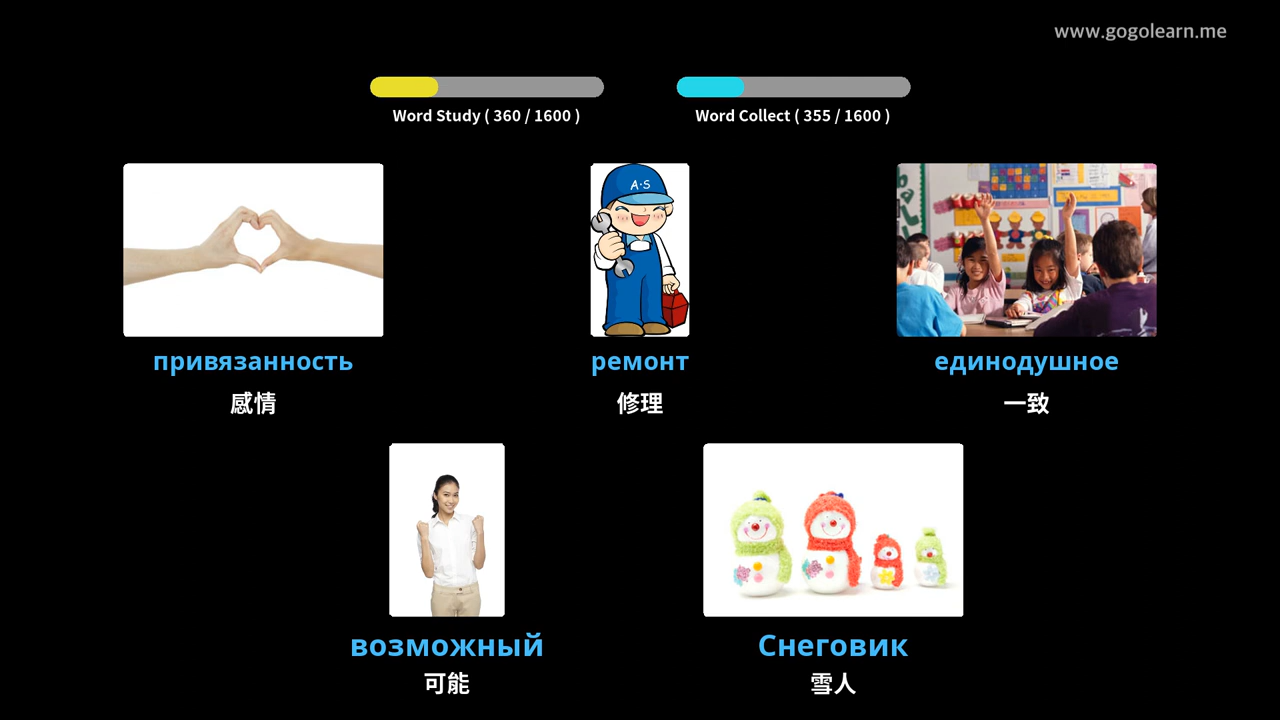 www.gogolearn.me
Word Study ( 360 / 1600 )
Word Collect ( 355 / 1600 )
A·S
привязанность
ремонт
единодушное
感情
修理
一致
возможный
Снеговик
可能
雪人